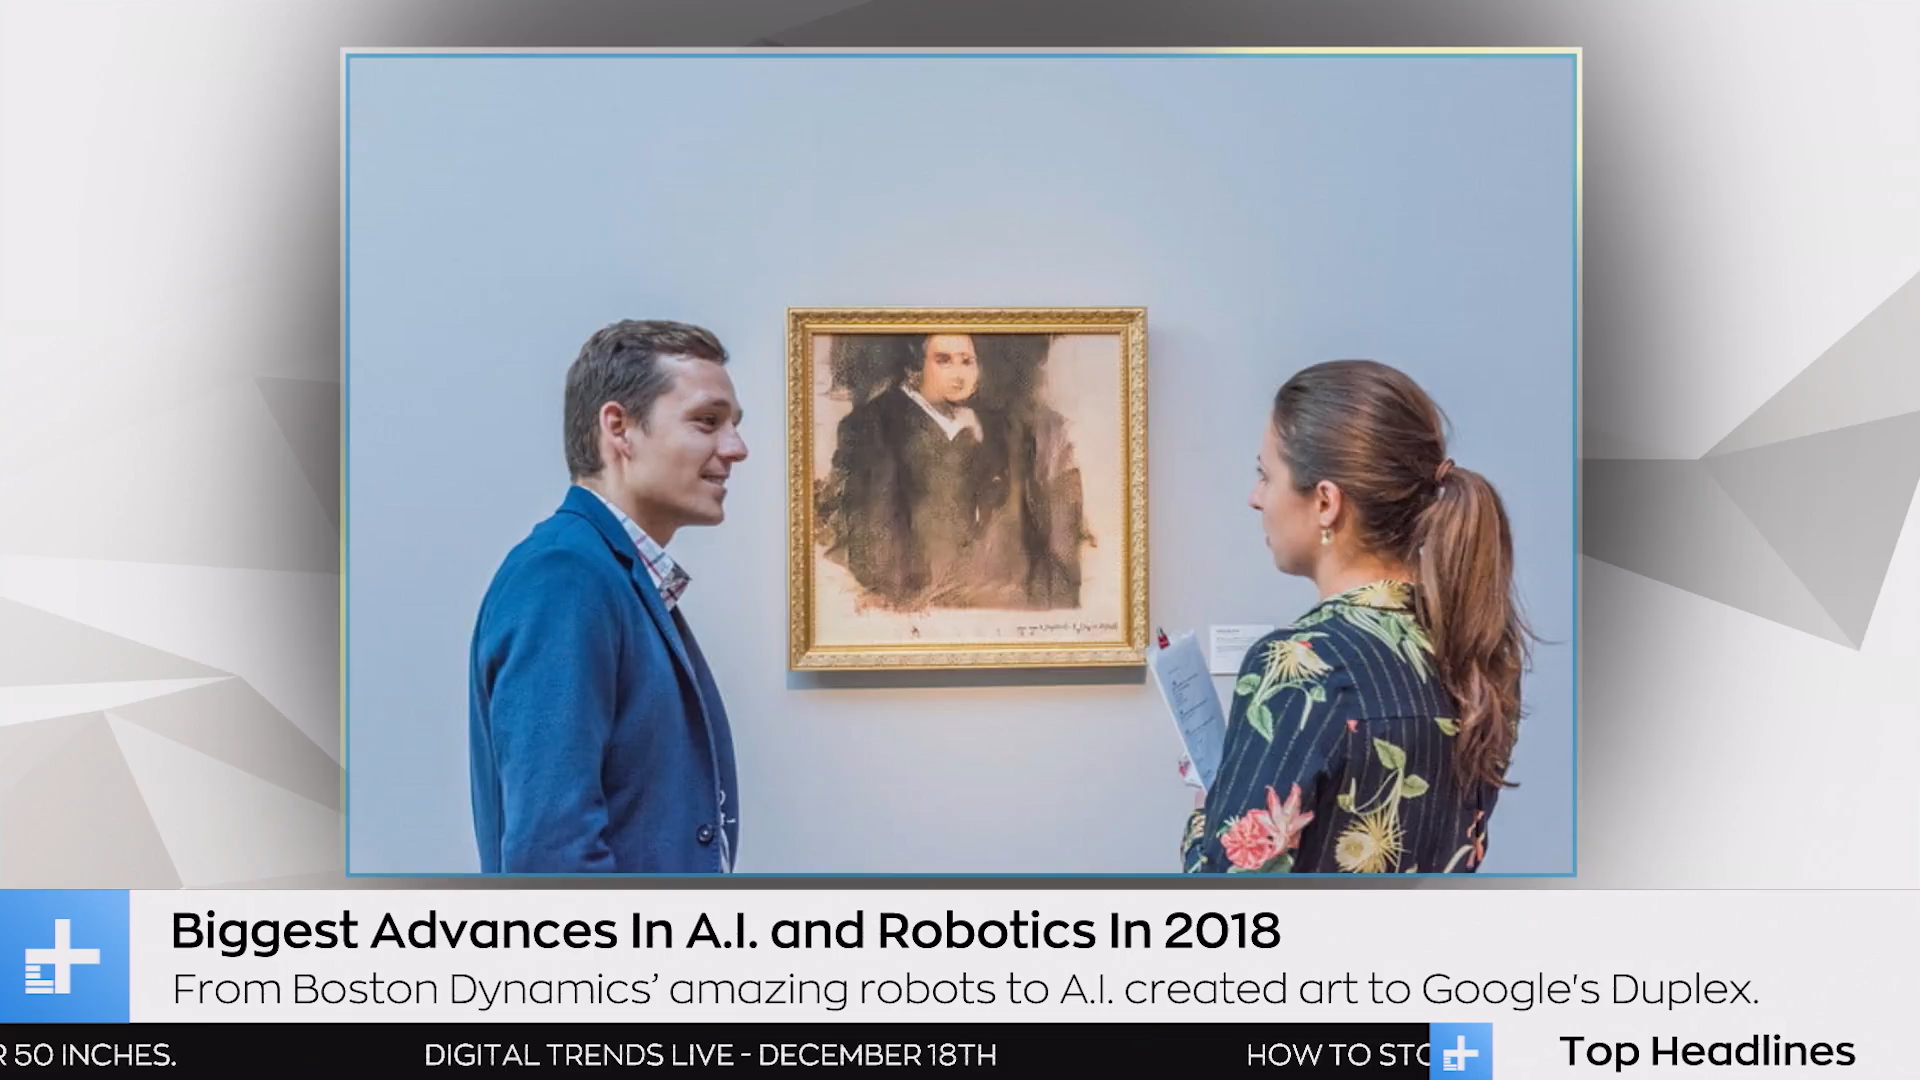 Biggest Advances In A.I. and Robotics In 2018
From Boston Dynamics' amazing robots to A.I. created art to Google's Duplex.
R 50 INCHES. DIGITAL TRENDS LIVE - DECEMBER 18TH HOW TO STO
Top Headlines